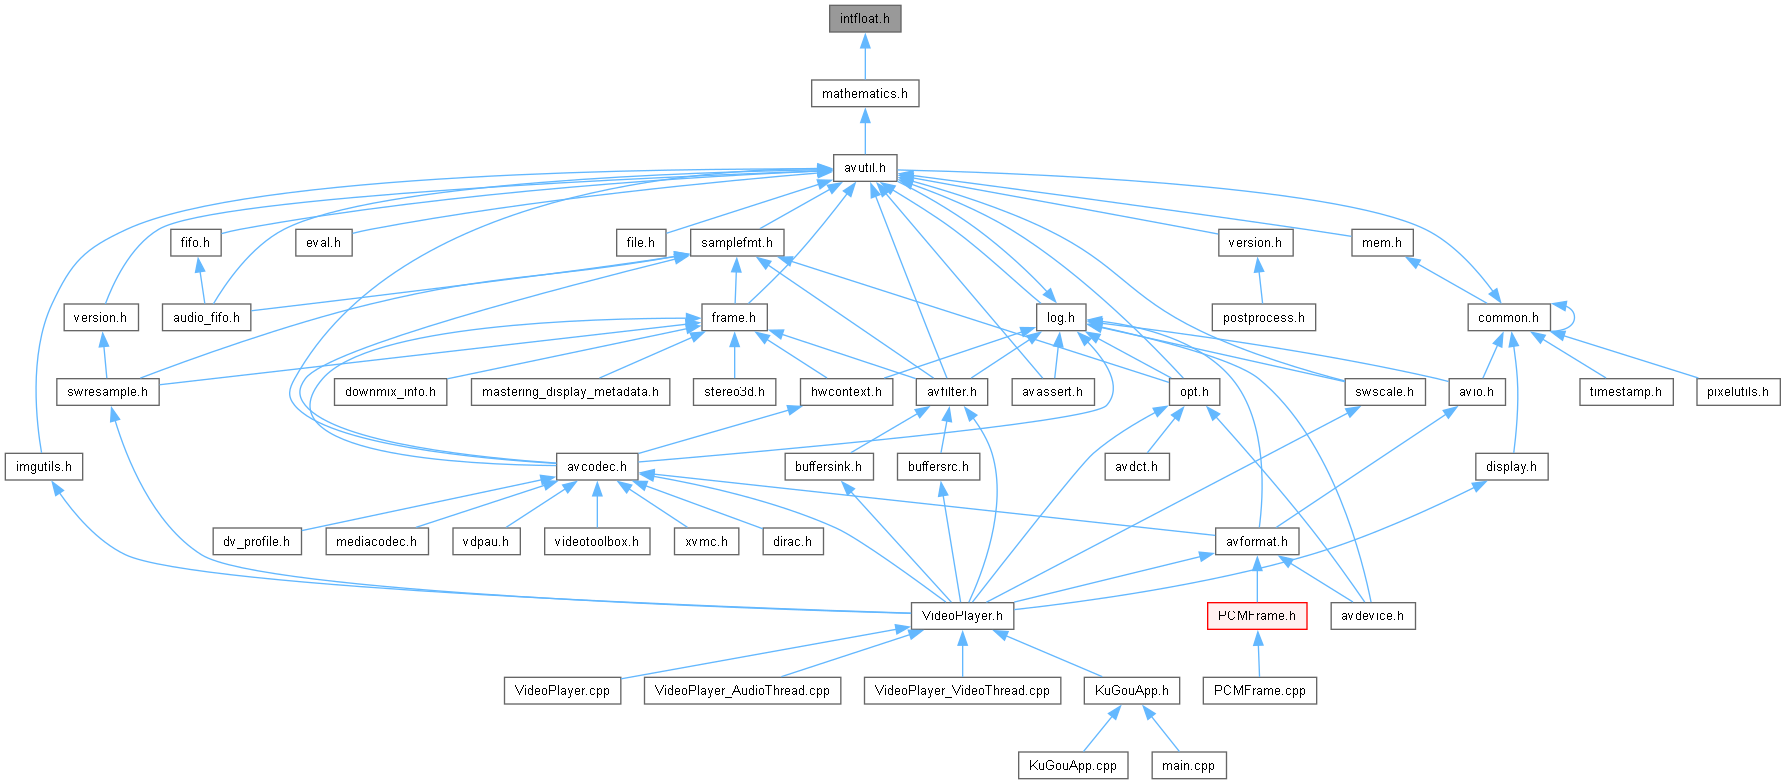 intfloat.h
mathematics.h
avutil.h
fifo.h
eval.h
file.h
samplefmt.h
version.h
mem.h
version.h
audio_fifo.h
frame.h
log.h
postprocess.h
common.h
swresample.h
downmix_info.h
mastering_display_metadata.h
stereo3d.h
hwcontext.h
avfilter.h
avassert.h
opt.h
swscale.h
avio.h
timestamp.h
pixelutils.h
imgutils.h
avcodec.h
buffersink.h
buffersrc.h
avdct.h
display.h
dv_profile.h
mediacodec.h
vdpau.h
videotoolbox.h
xvmc.h
dirac.h
avformat.h
VideoPlayer.h
PCMFrame.h
avdevice.h
VideoPlayer.cpp
VideoPlayer_AudioThread.cpp
VideoPlayer_VideoThread.cpp
KuGouApp.h
PCMFrame.cpp
KuGouApp.cpp
main.cpp